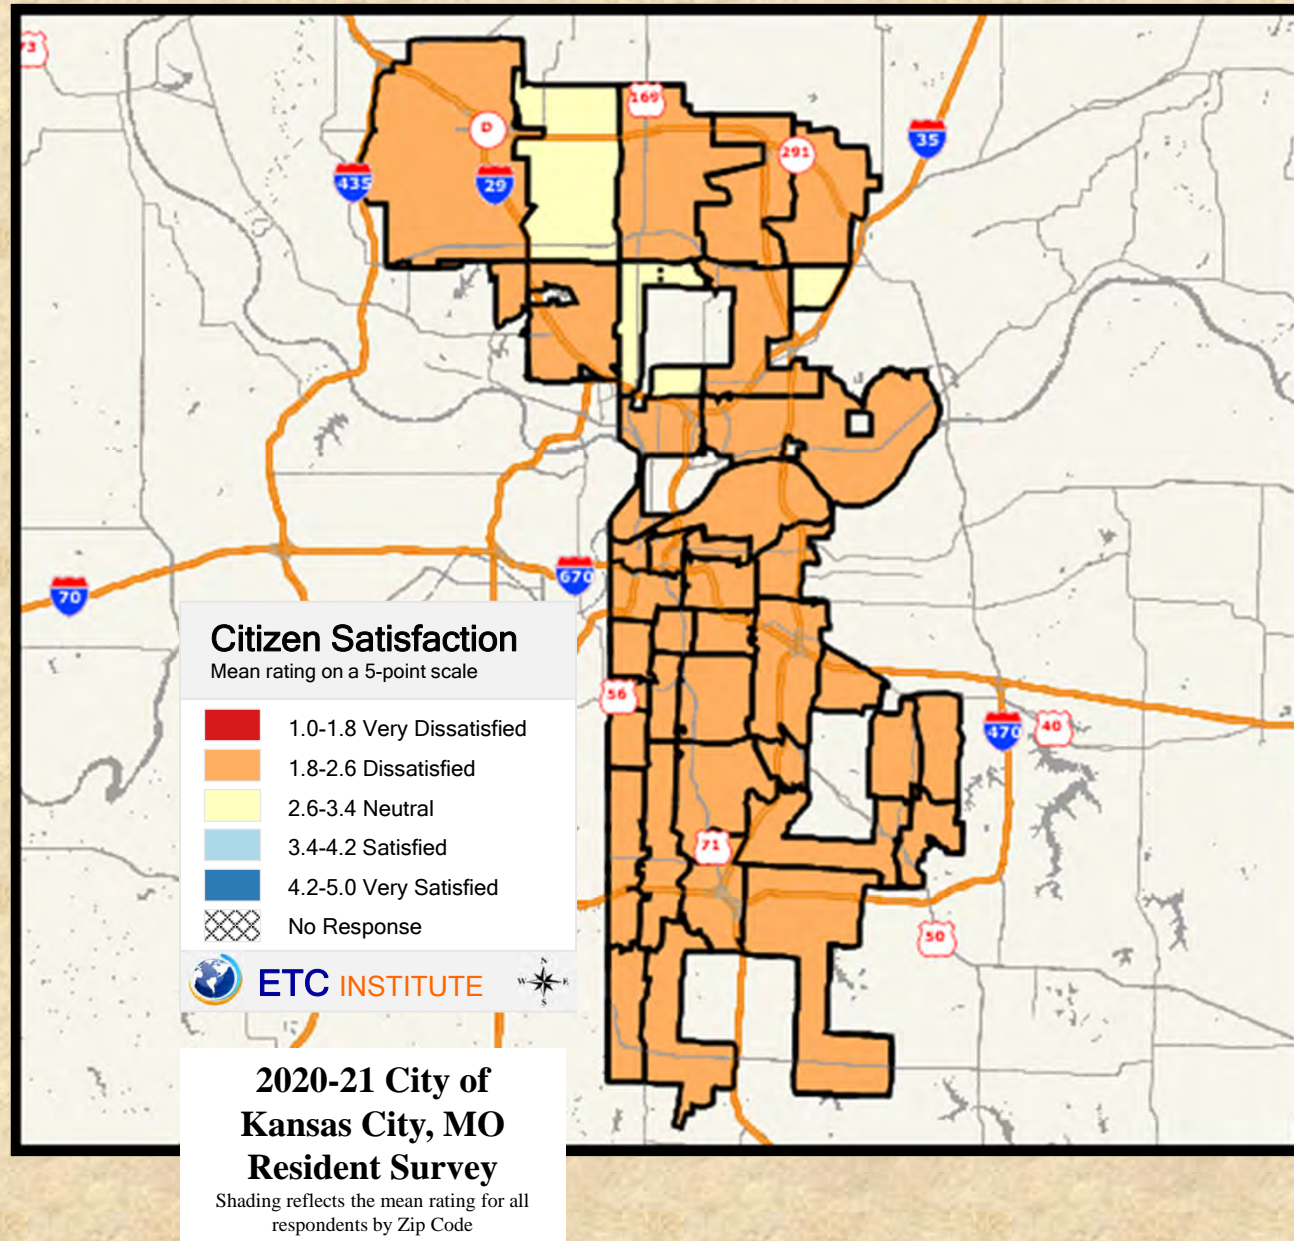 73
169
D
291
35
435
29
70
670
56
470
40
71
50
Citizen Satisfaction
Mean rating on a 5-point scale
1.0-1.8 Very Dissatisfied
1.8-2.6 Dissatisfied
2.6-3.4 Neutral
3.4-4.2 Satisfied
4.2-5.0 Very Satisfied
No Response
ETC INSTITUTE
N
W E
S
2020-21 City of
Kansas City, MO
Resident Survey
Shading reflects the mean rating for all
respondents by Zip Code